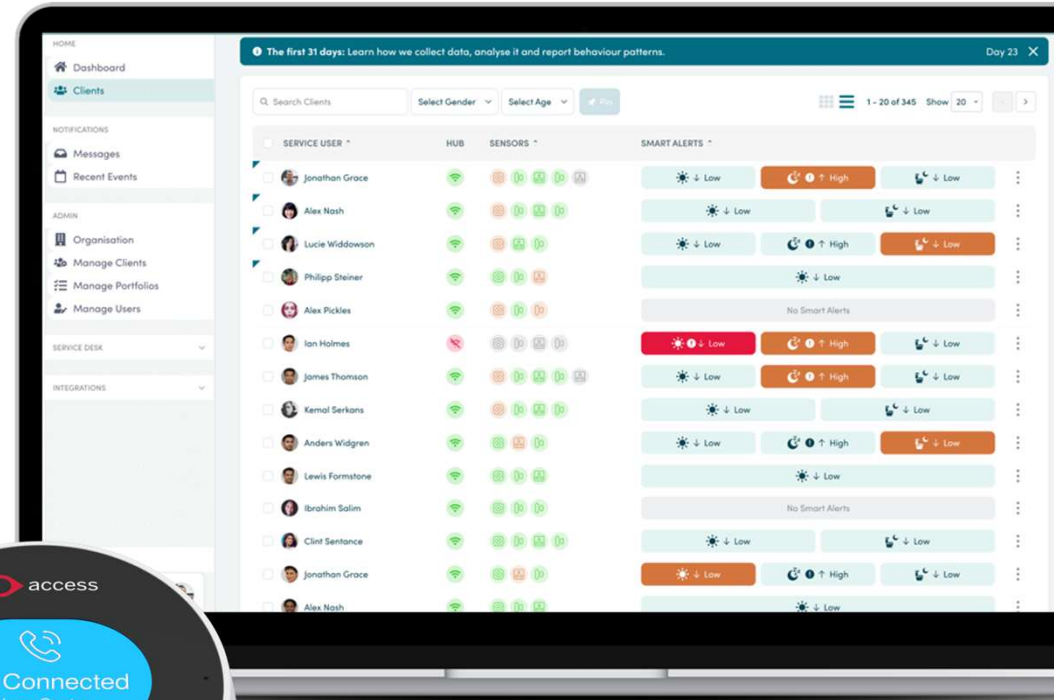 HOME
Dashboard
Clients
NOTIFICATIONS
Messages
Recent Events
ADMIN
Organisation
Manage Clients
Manage Portfolios
Manage Users
SERVICE DESK
INTEGRATIONS
The first 31 days: Learn how we collect data, analyse it and report behaviour patterns.
Day 23
Search Clients
Select Gender
Select Age
Pin
1 - 20 of 345 Show 20
SERVICE USER HUB SENSORS SMART ALERTS
Jonathan Grace ↓ Low ↑ High ↓ Low
Alex Nash ↓ Low ↓ Low
Lucie Widdowson ↓ Low ↑ High ↓ Low
Philipp Steiner ↓ Low
Alex Pickles No Smart Alerts
Ian Holmes ↓ Low ↑ High ↓ Low
James Thomson ↓ Low ↑ High ↓ Low
Kemal Serkans ↓ Low ↓ Low
Anders Widgren ↓ Low ↑ High ↓ Low
Lewis Formstone ↓ Low
Ibrahim Salim No Smart Alerts
Clint Sentance ↓ Low ↓ Low
Jonathan Grace ↓ Low ↑ High ↓ Low
Alex Nash ↓ Low
access
Connected